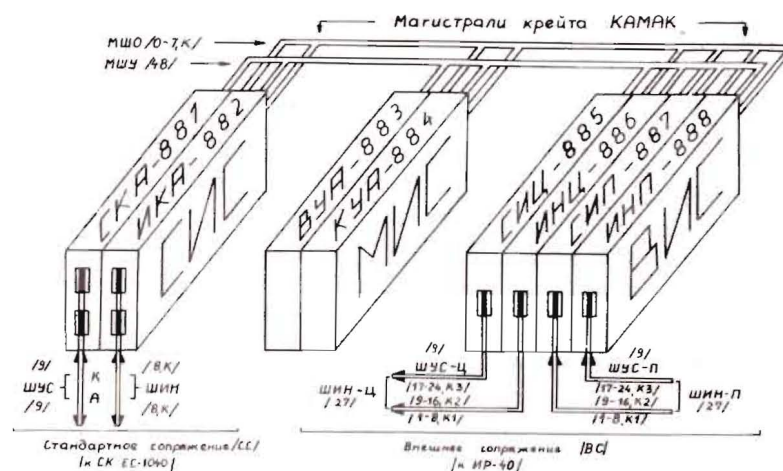 Магистрали крейта КАМАК
МШО /0-7,К/
МШУ /48/
СКА-881
ИКА-882
СИС
ВУА-883
КУА-884
МИС
СИЦ-885
ИНЦ-886
СИП-887
ИНП-888
ВИС
/9/
ШУС
/9/
К
А
/8,К/
ШИН
/8,К/
/9/
ШУС-Ц
ШИН-Ц
/27/
/17-24,К3/
/9-16,К2/
/1-8,К1/
/9/
ШУС-П
/17-24,К3/
/9-16,К2/
/1-8,К1/
ШИН-П
/27/
Стандартное сопряжение /СС/
/к СК ЕС-1040/
Внешнее сопряжение /ВС/
/к ИР-40/